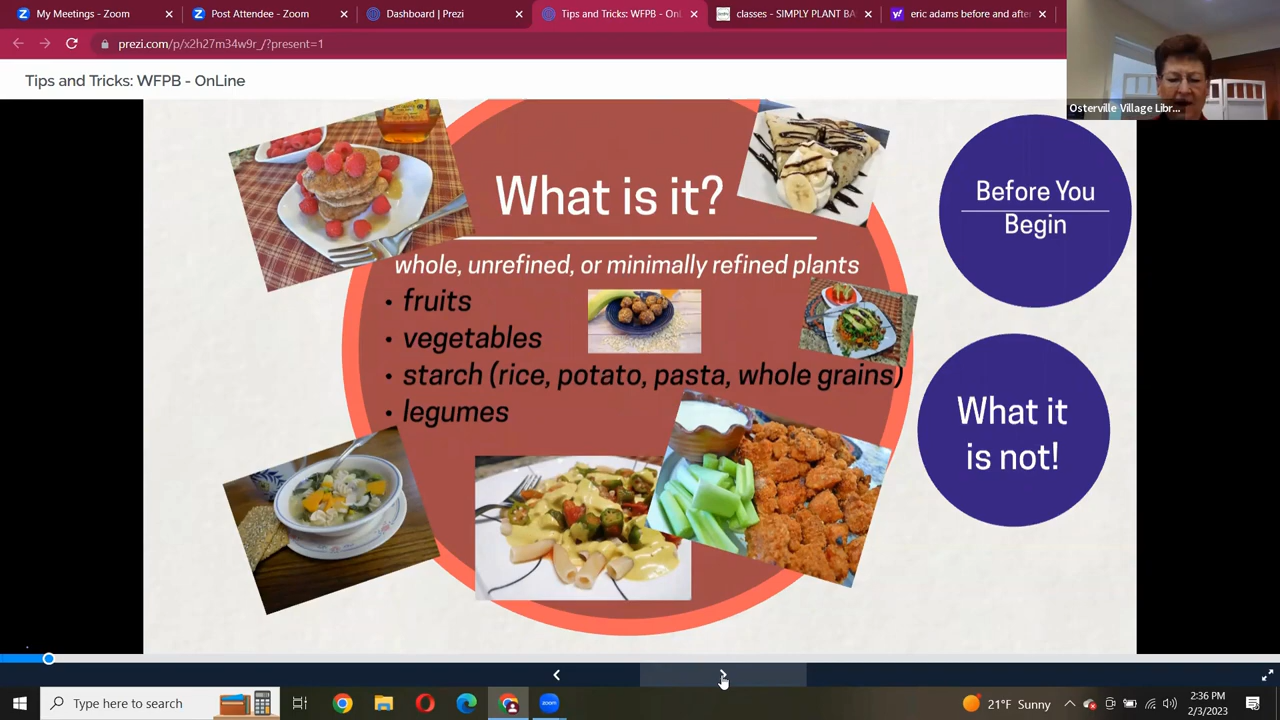 My Meetings - Zoom
Post Attendee - Zoom
Dashboard | Prezi
Tips and Tricks: WFPB - OnL
classes - SIMPLY PLANT BA
eric adams before and after
prezi.com/p/x2h27m34w9r_/?present=1
Tips and Tricks: WFPB - OnLine
Osterville Village Libr...
What is it?
whole, unrefined, or minimally refined plants
• fruits
• vegetables
• starch (rice, potato, pasta, whole grains)
• legumes
Before You
Begin
What it
is not!
Type here to search
zoom
21°F Sunny
2:36 PM
2/3/2023